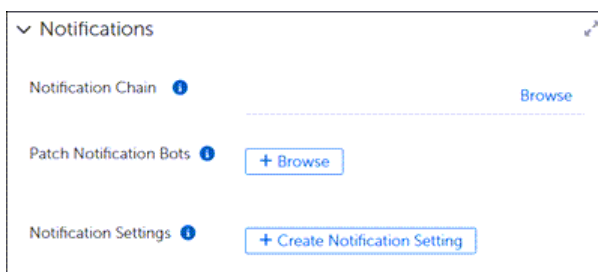 Notifications
Notification Chain
Browse
Patch Notification Bots
+ Browse
Notification Settings
+ Create Notification Setting